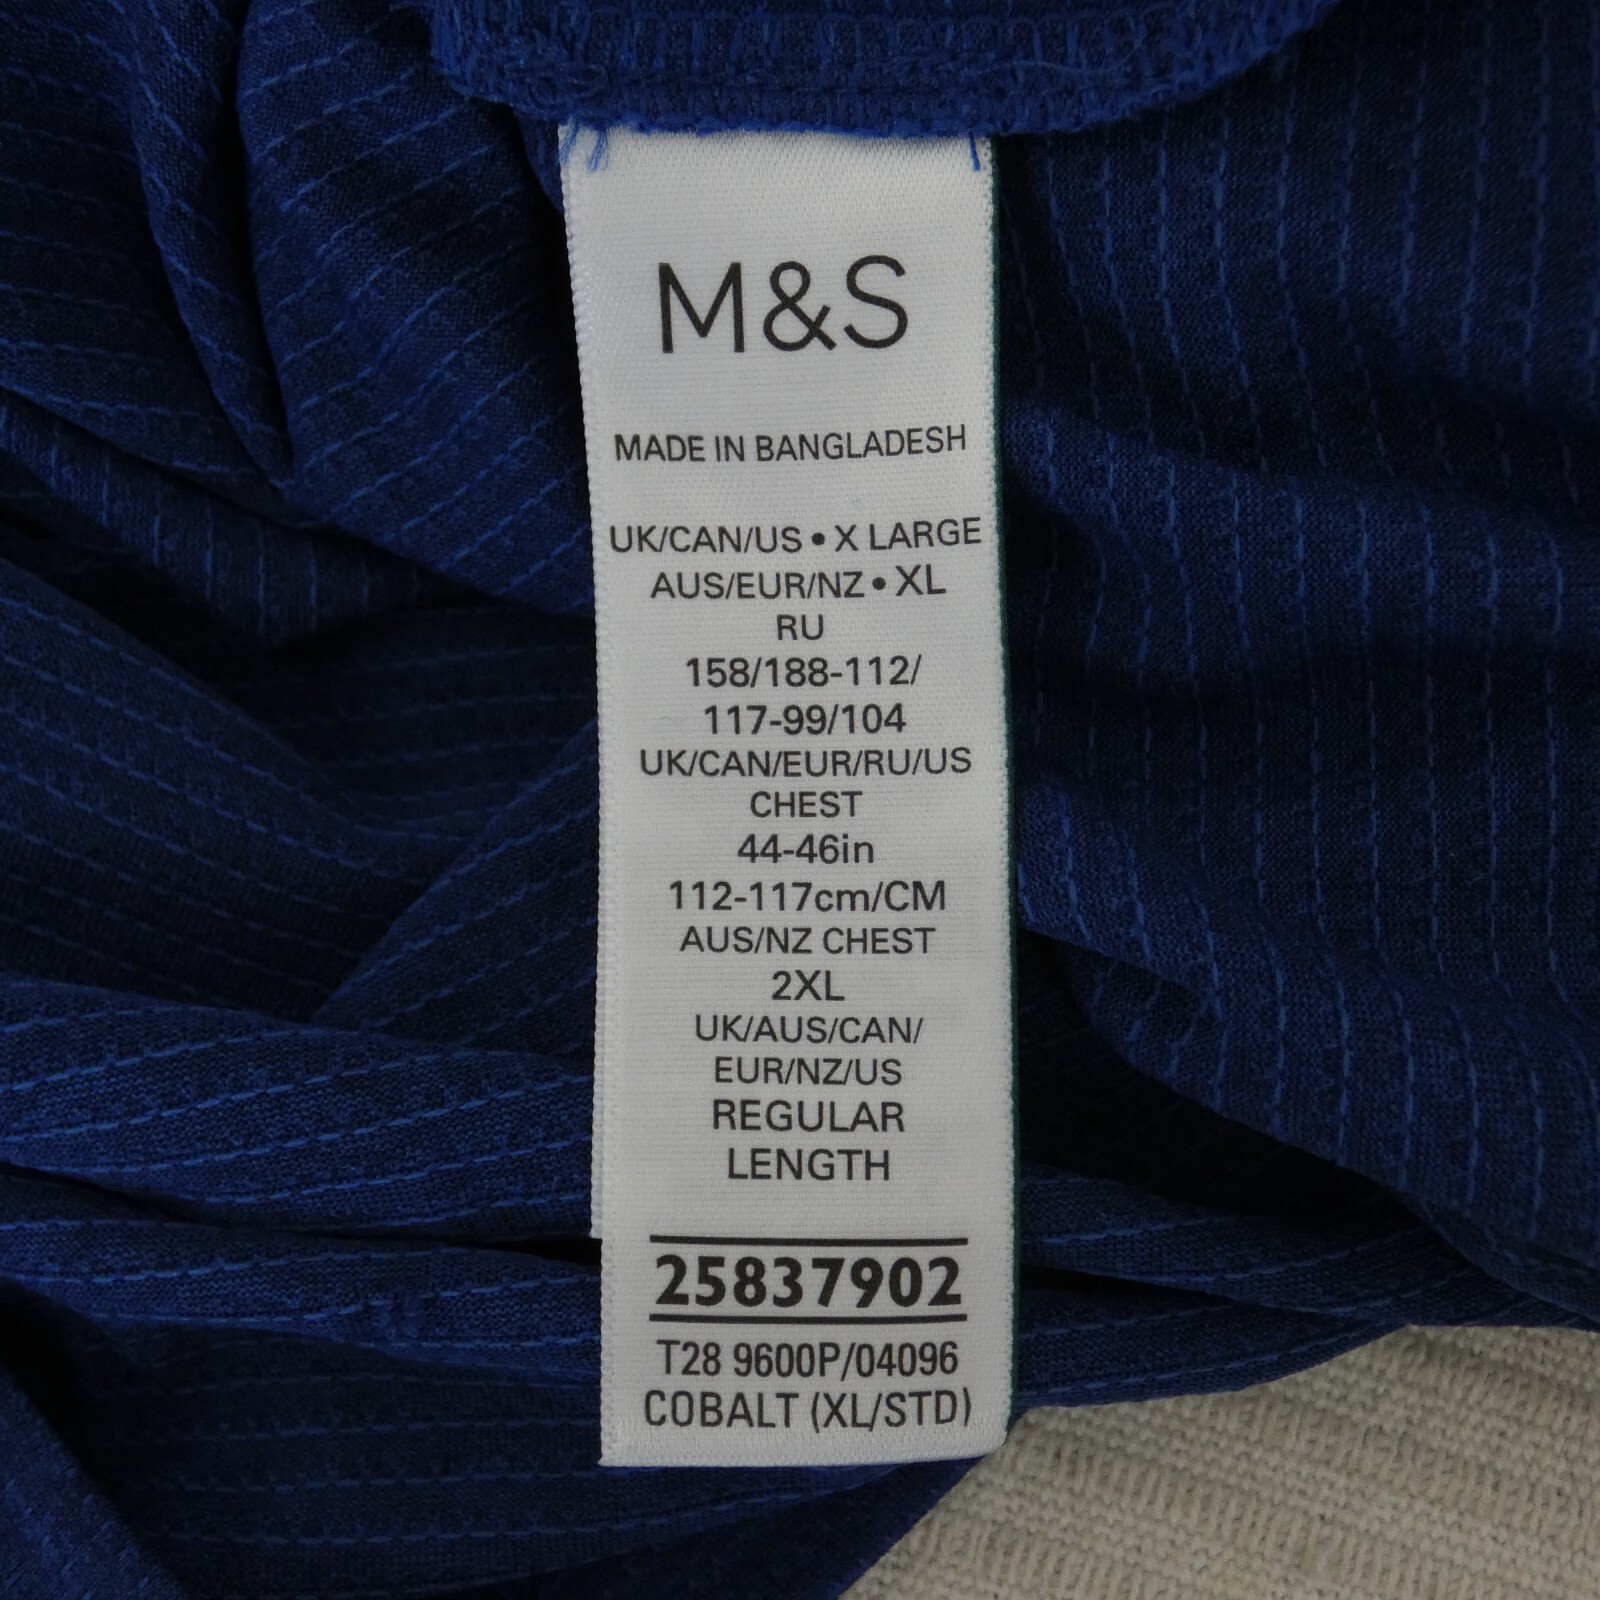 M&S
MADE IN BANGLADESH
UK/CAN/US • X LARGE
AUS/EUR/NZ • XL
RU
158/188-112/
117-99/104
UK/CAN/EUR/RU/US
CHEST
44-46in
112-117cm/CM
AUS/NZ CHEST
2XL
UK/AUS/CAN/
EUR/NZ/US
REGULAR
LENGTH
25837902
T28 9600P/04096
COBALT (XL/STD)